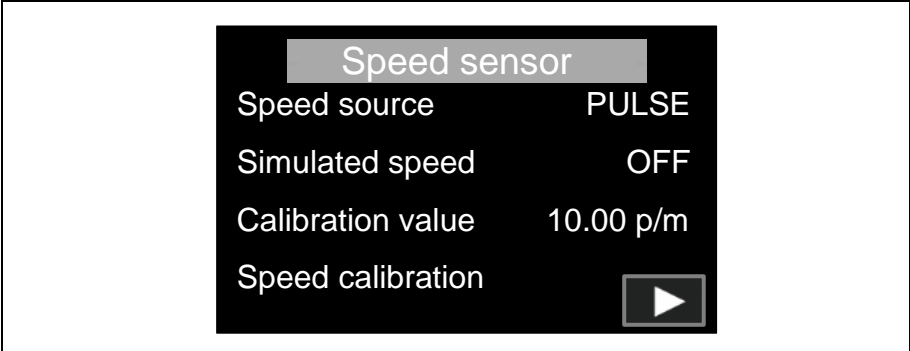 Speed sensor
Speed source PULSE
Simulated speed OFF
Calibration value 10.00 p/m
Speed calibration